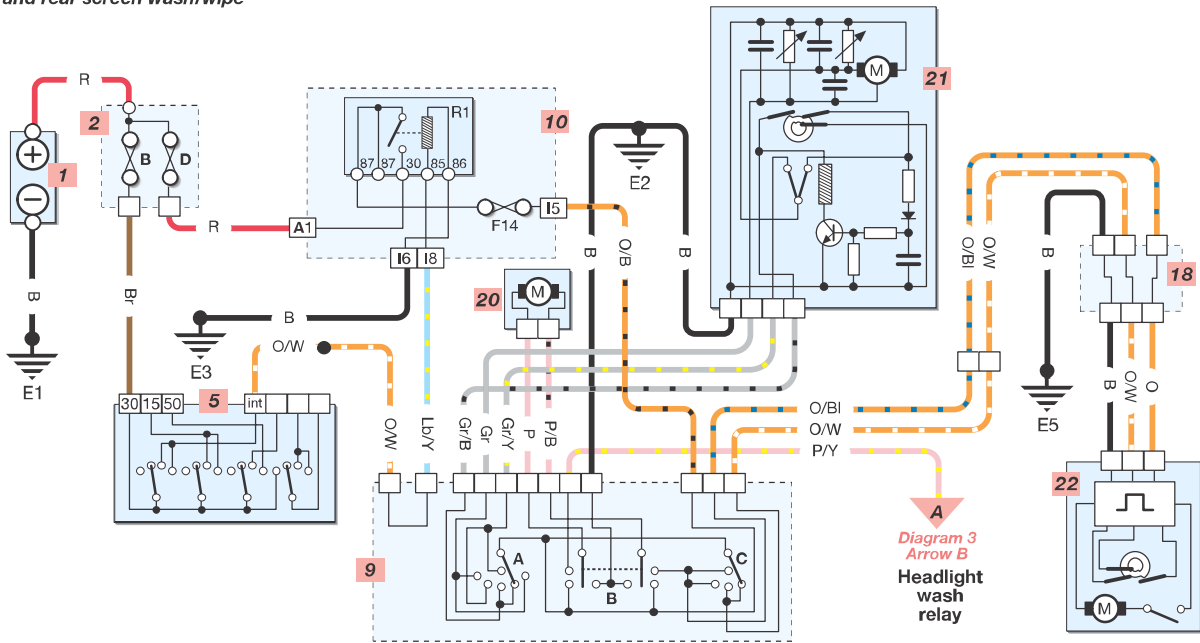 and rear screen wash/wipe
R
2
B
D
1
R
A1
R1
10
87 87 30 85 86
F14
I5
I6 I8
E2
M
21
B
Br
B
O/B
B
O/Bl
O/W
B
18
E1
B
E3
O/W
20
M
30 15 50
5
int
O/W
Lb/Y
Gr/B
Gr
Gr/Y
P
P/B
O/Bl
O/W
P/Y
E5
B
O/W
O
A
Diagram 3
Arrow B
Headlight
wash
relay
22
M
9
A
B
C